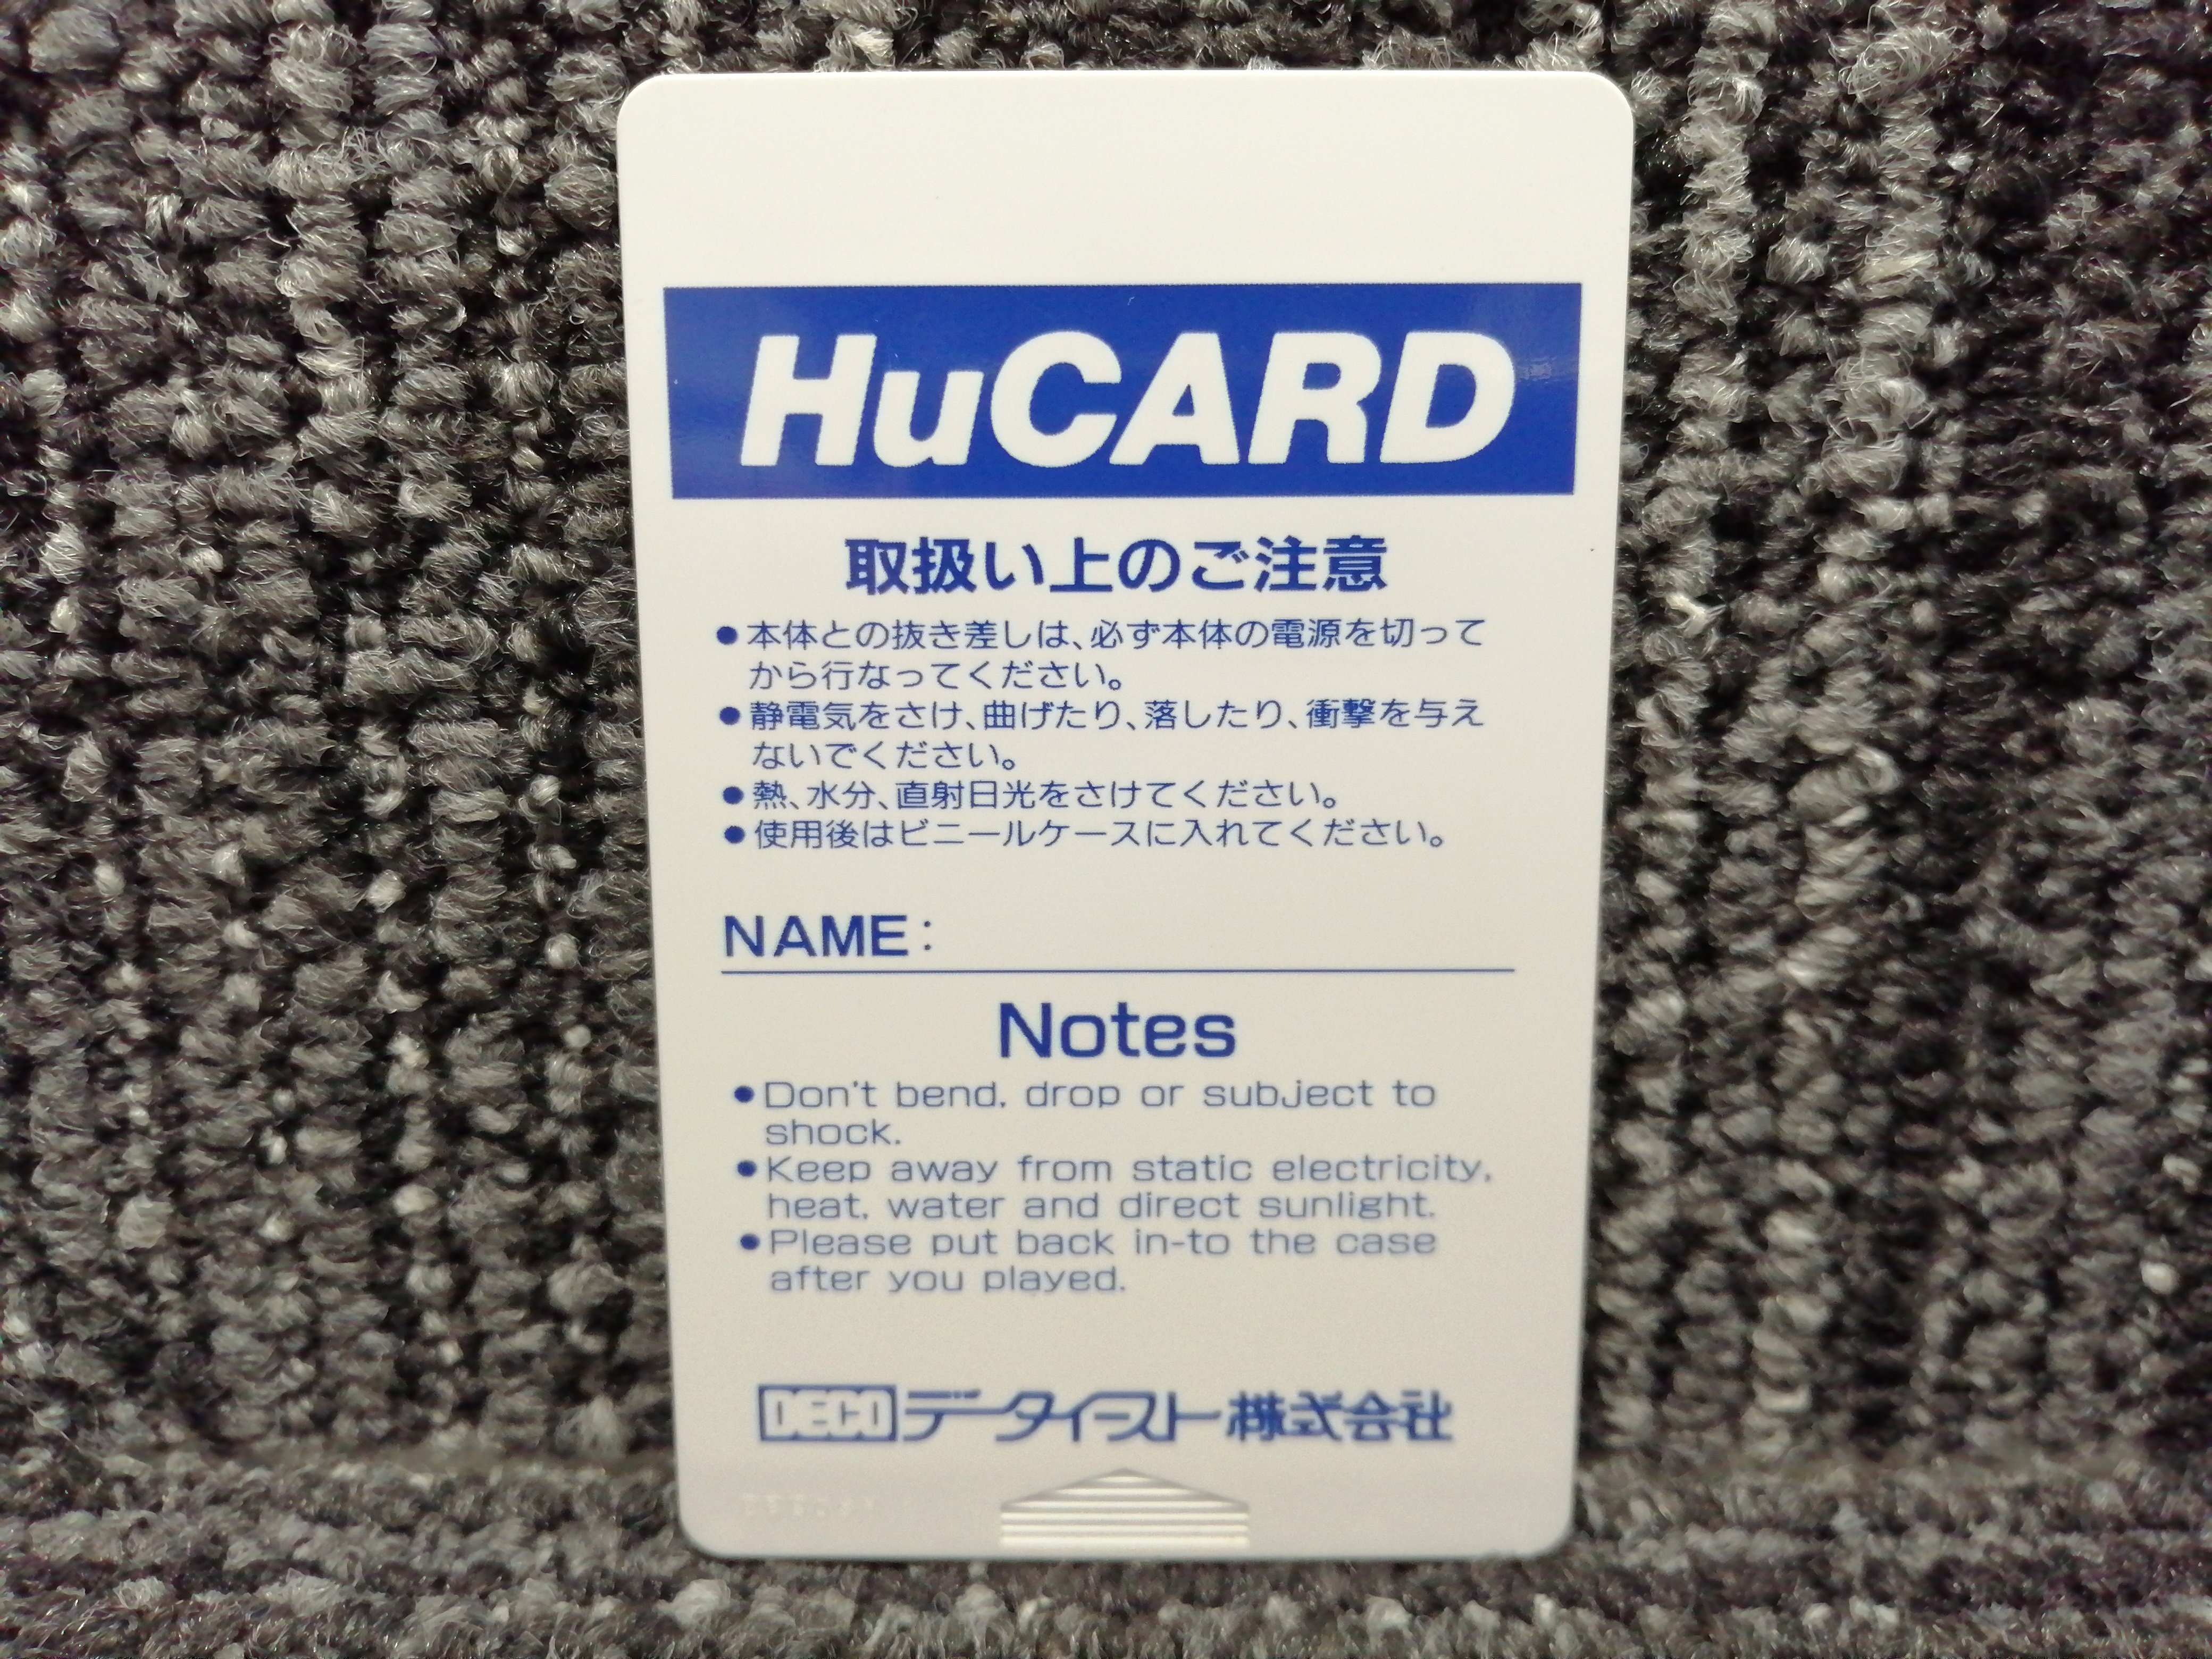 HuCARD
取扱い上のご注意
●本体との抜き差しは、必ず本体の電源を切って
から行なってください。
●静電気をさけ、曲げたり、落したり、衝撃を与え
ないでください。
●熱、水分、直射日光をさけてください。
●使用後はビニールケースに入れてください。
NAME:
Notes
●Don't bend, drop or subject to
shock.
●Keep away from static electricity,
heat, water and direct sunlight.
●Please put back in-to the case
after you played.
DECO データイースト株式会社